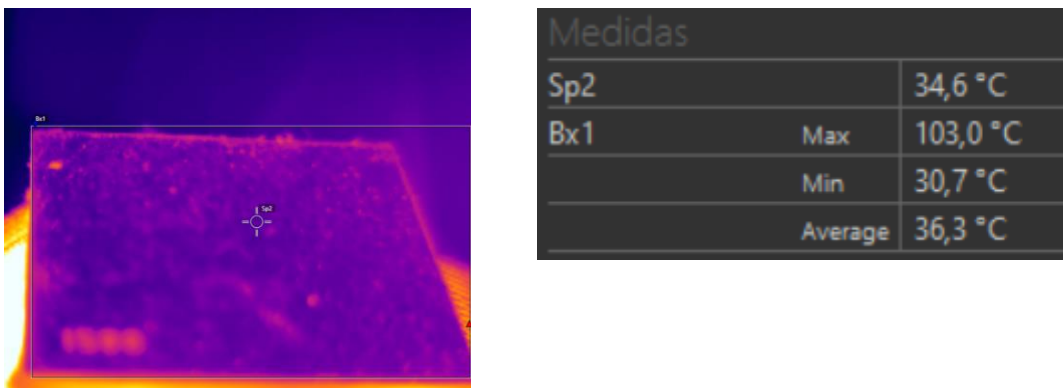 Bx1
Sp2
Medidas
Sp2 34,6 °C
Bx1 Max 103,0 °C
Min 30,7 °C
Average 36,3 °C